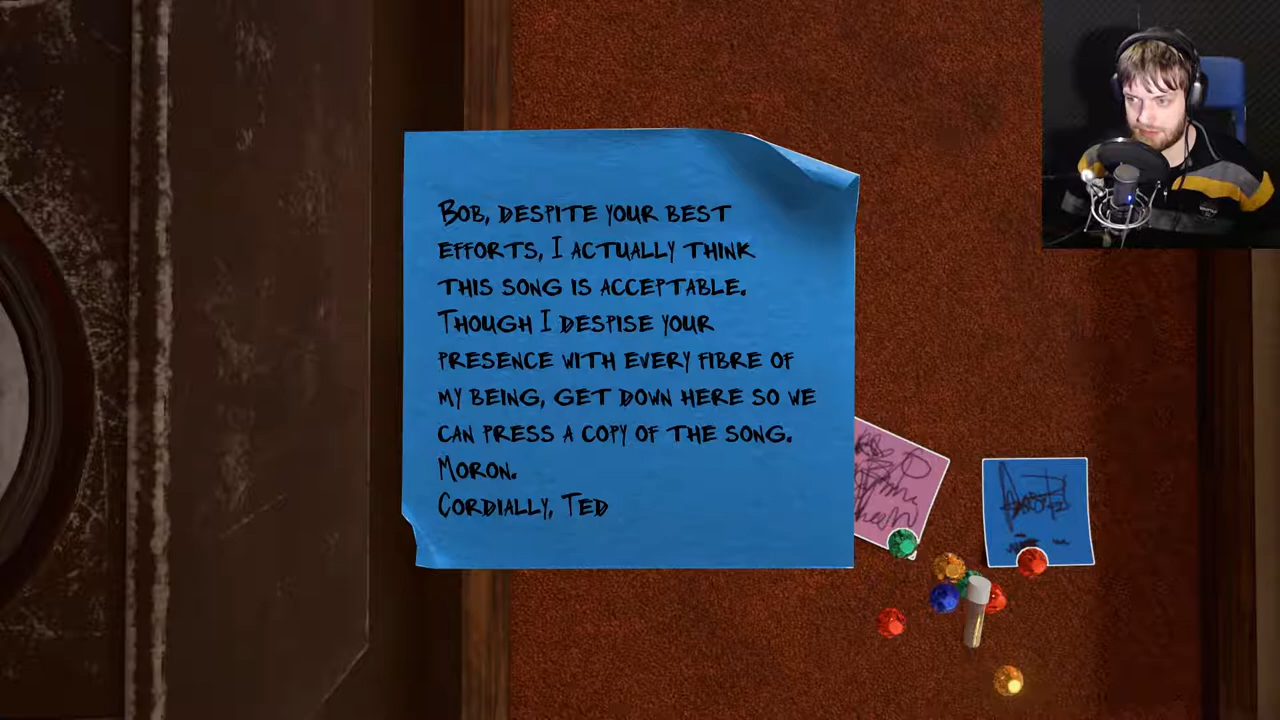 Bob, despite your best
efforts, I actually think
this song is acceptable.
Though I despise your
presence with every fibre of
my being, get down here so we
can press a copy of the song.
Moron.
Cordially, Ted